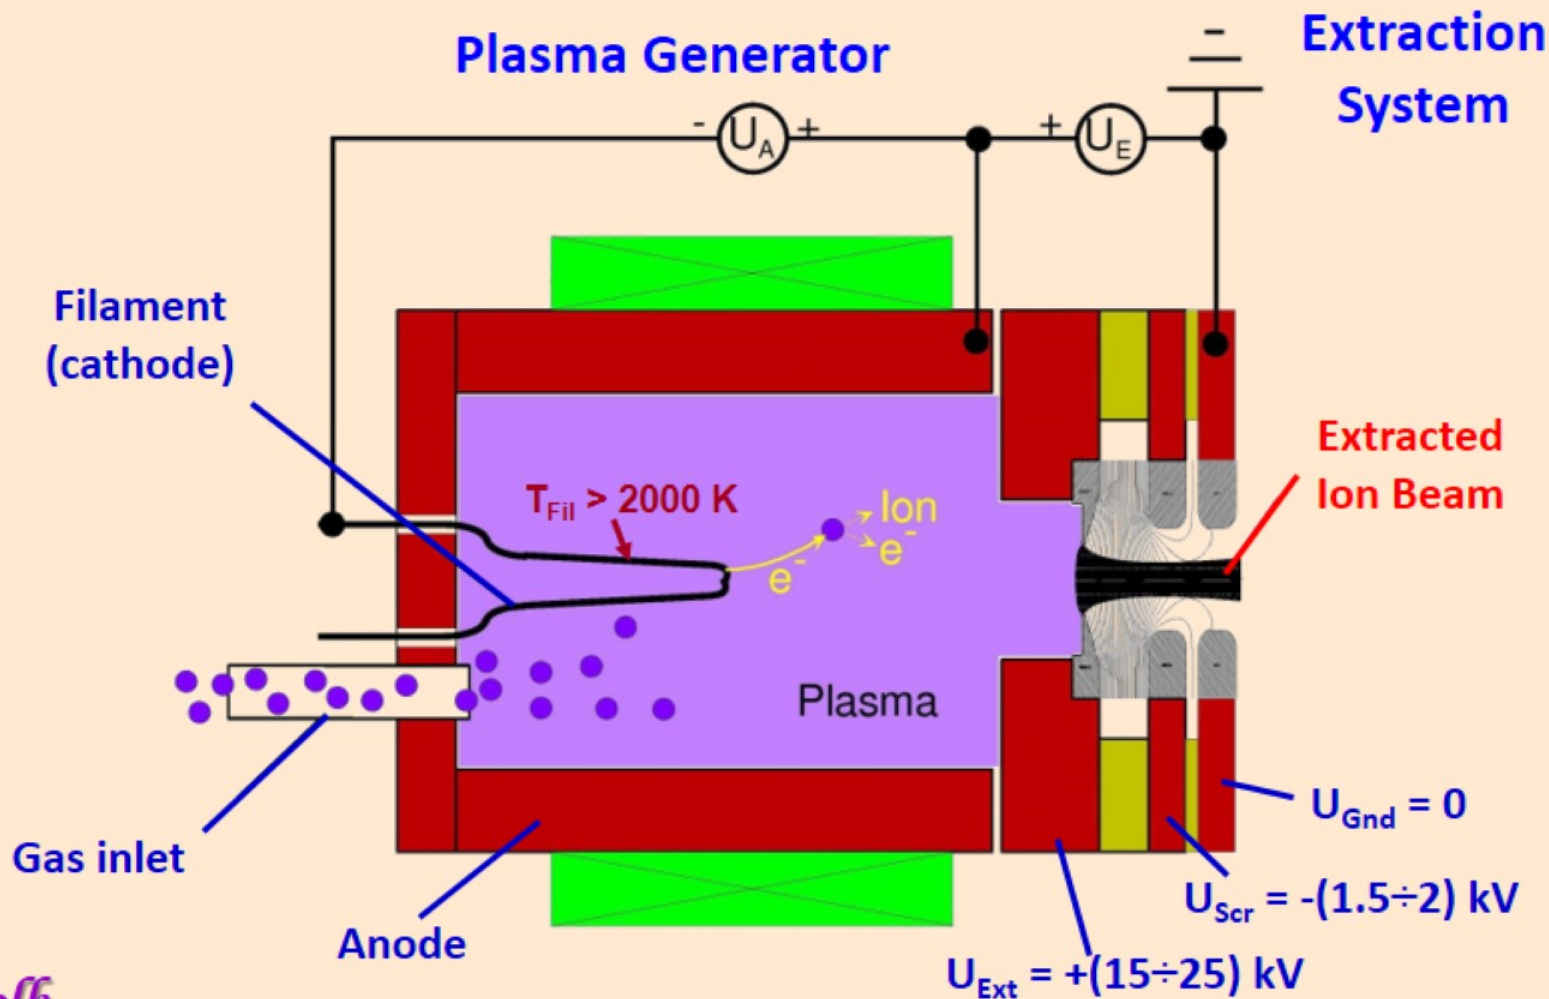 Plasma Generator
Extraction
System
-
- U_A +
+ U_E
Filament
(cathode)
T_Fil > 2000 K
Ion
e⁻
e⁻
Extracted
Ion Beam
Plasma
Gas inlet
Anode
U_Gnd = 0
U_Scr = -(1.5÷2) kV
U_Ext = +(15÷25) kV